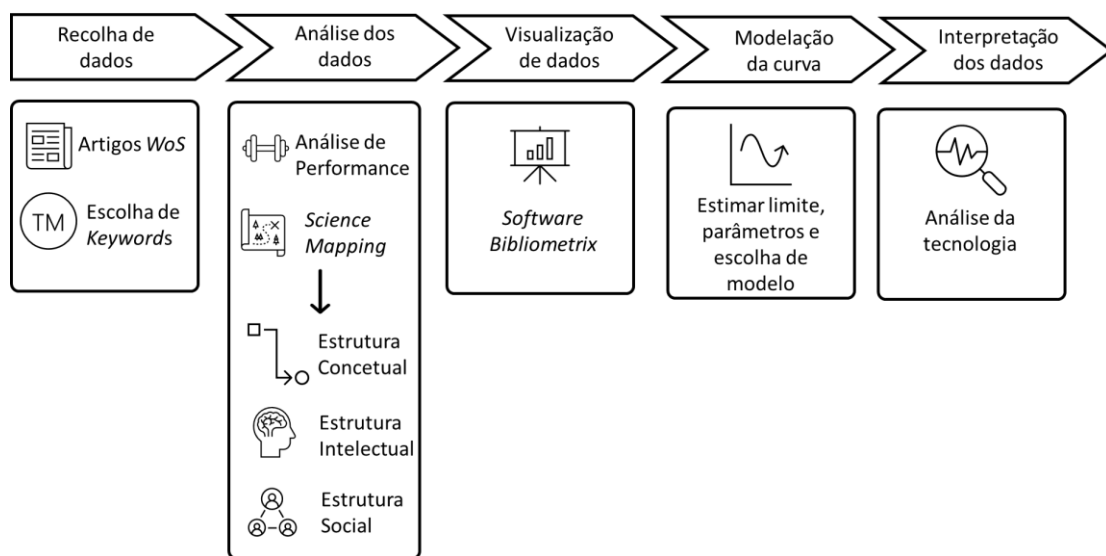 Recolha de
dados
Análise dos
dados
Visualização
de dados
Modelação
da curva
Interpretação
dos dados
Artigos WoS
TM
Escolha de
Keywords
Análise de
Performance
Science
Mapping
Estrutura
Concetual
Estrutura
Intelectual
Estrutura
Social
Software
Bibliometrix
Estimar limite,
parâmetros e
escolha de
modelo
Análise da
tecnologia